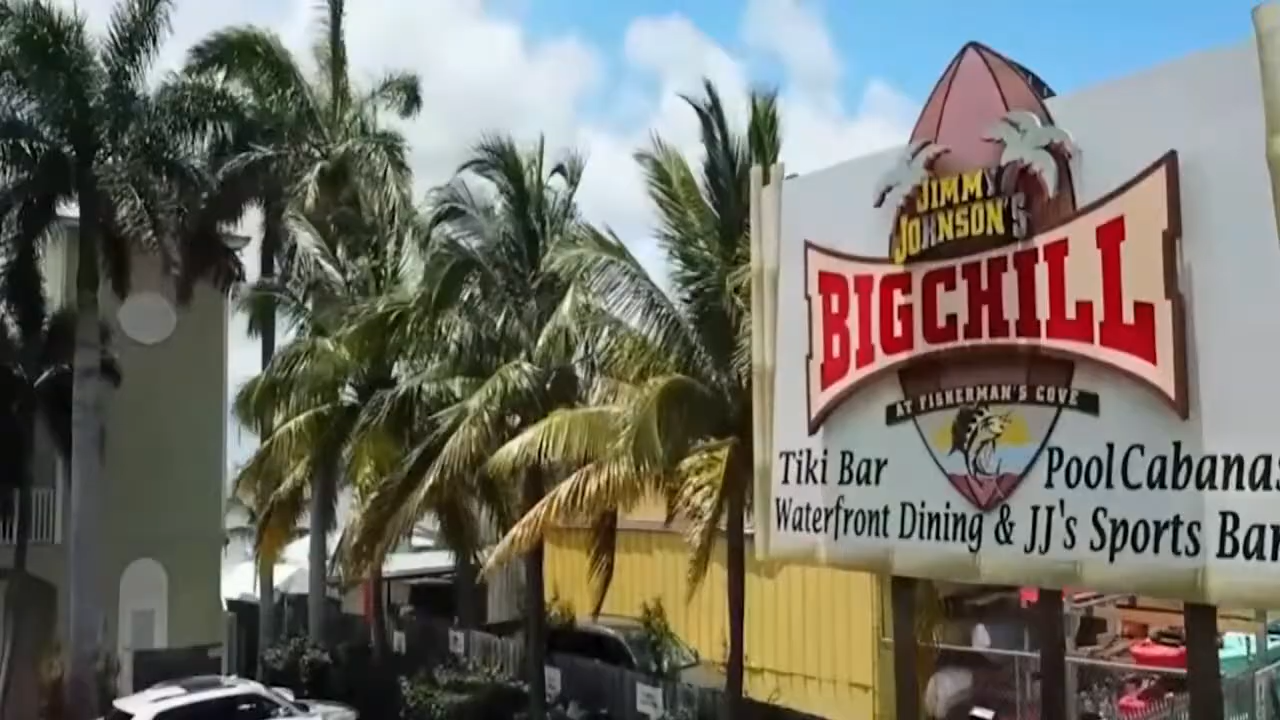 JIMMY
JOHNSON'S
BIG CHILL
AT FISHERMAN'S COVE
Tiki Bar
Pool Cabanas
Waterfront Dining & JJ's Sports Bar